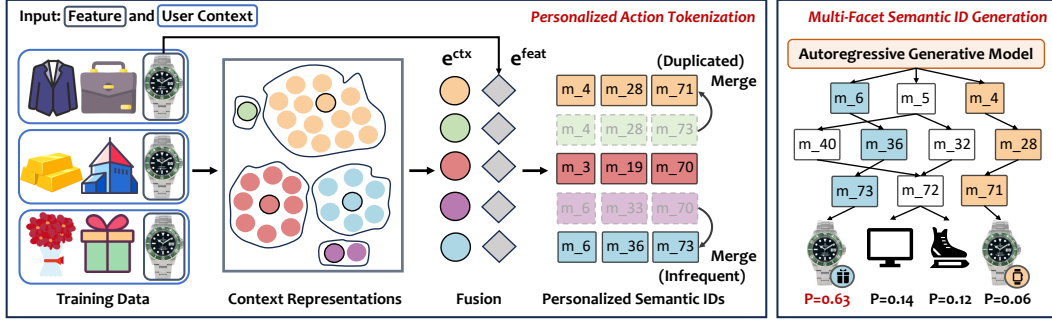 Input: Feature and User Context
Personalized Action Tokenization
e^ctx e^feat
(Duplicated)
Merge
m_4 m_28 m_71
m_4 m_28 m_73
m_3 m_19 m_70
m_6 m_33 m_70
m_6 m_36 m_73
Merge
(Infrequent)
Training Data
Context Representations
Fusion
Personalized Semantic IDs
Multi-Facet Semantic ID Generation
Autoregressive Generative Model
m_6 m_5 m_4
m_40 m_36 m_32 m_28
m_73 m_72 m_71
P=0.63 P=0.14 P=0.12 P=0.06